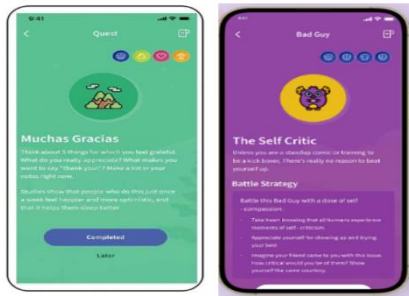 9:41
Quest
Muchas Gracias
Think about 3 things for which you feel grateful.
What do you really appreciate? What makes you
want to say "thank you"? Make a list in your
notes right now.
Studies show that people who do this just once
a week feel happier and more optimistic, and
that it helps them sleep better.
Completed
Later
9:41
Bad Guy
The Self Critic
Unless you are a standup comic or training to
be a kick boxer, There's really no reason to beat
yourself up.
Battle Strategy
Battle this Bad Guy with a dose of self
-compassion:
- Take heart knowing that all humans experience
moments of self-criticism.
- Appreciate yourself for showing up and trying
your best
- Imagine your friend came to you with this issue.
How critical would you be of them? Show
yourself the same courtesy.